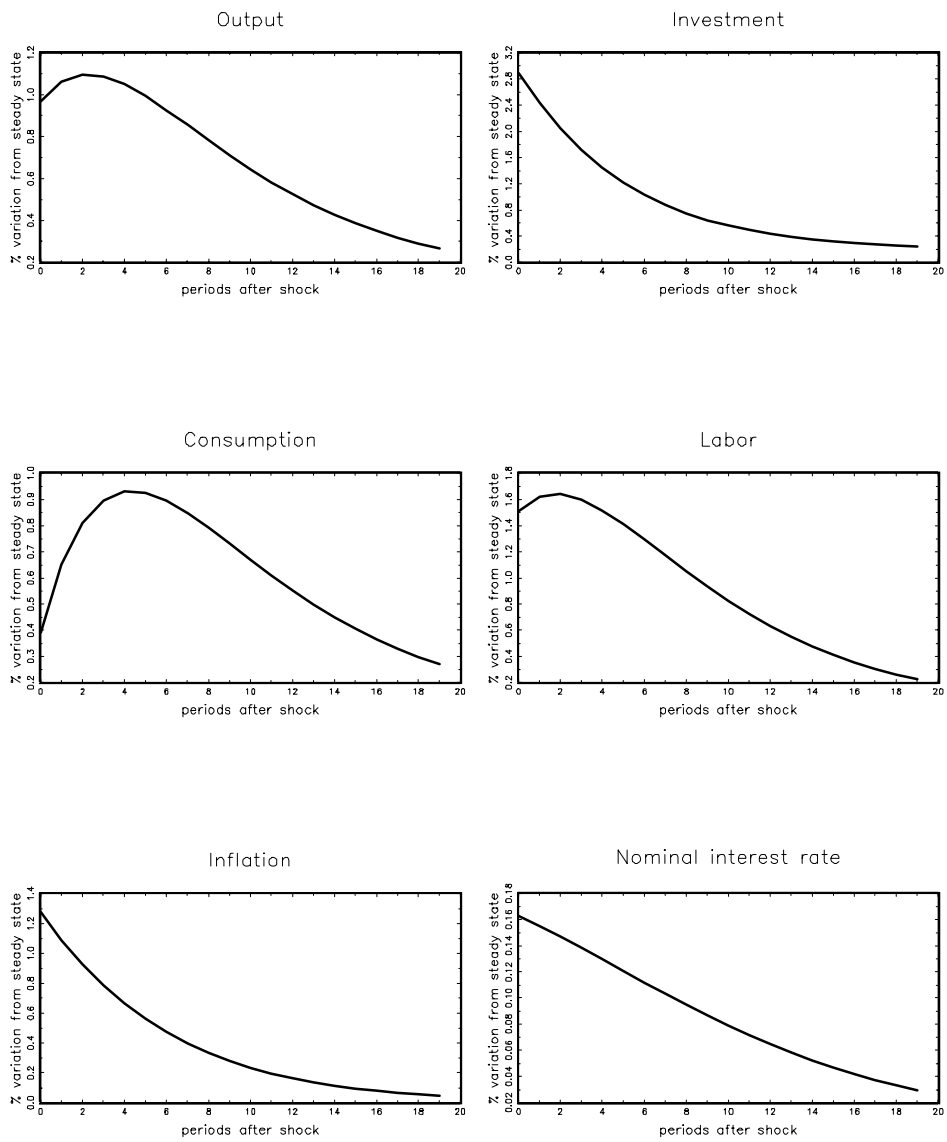 Output
% variation from steady state
0.2 0.4 0.6 0.8 1.0 1.2
0 2 4 6 8 10 12 14 16 18 20
periods after shock
Investment
% variation from steady state
0.0 0.4 0.8 1.2 1.6 2.0 2.4 2.8 3.2
0 2 4 6 8 10 12 14 16 18 20
periods after shock
Consumption
% variation from steady state
0.2 0.3 0.4 0.5 0.6 0.7 0.8 0.9 1.0
0 2 4 6 8 10 12 14 16 18 20
periods after shock
Labor
% variation from steady state
0.2 0.4 0.6 0.8 1.0 1.2 1.4 1.6 1.8
0 2 4 6 8 10 12 14 16 18 20
periods after shock
Inflation
% variation from steady state
0.0 0.2 0.4 0.6 0.8 1.0 1.2 1.4
0 2 4 6 8 10 12 14 16 18 20
periods after shock
Nominal interest rate
% variation from steady state
0.02 0.04 0.06 0.08 0.10 0.12 0.14 0.16 0.18
0 2 4 6 8 10 12 14 16 18 20
periods after shock